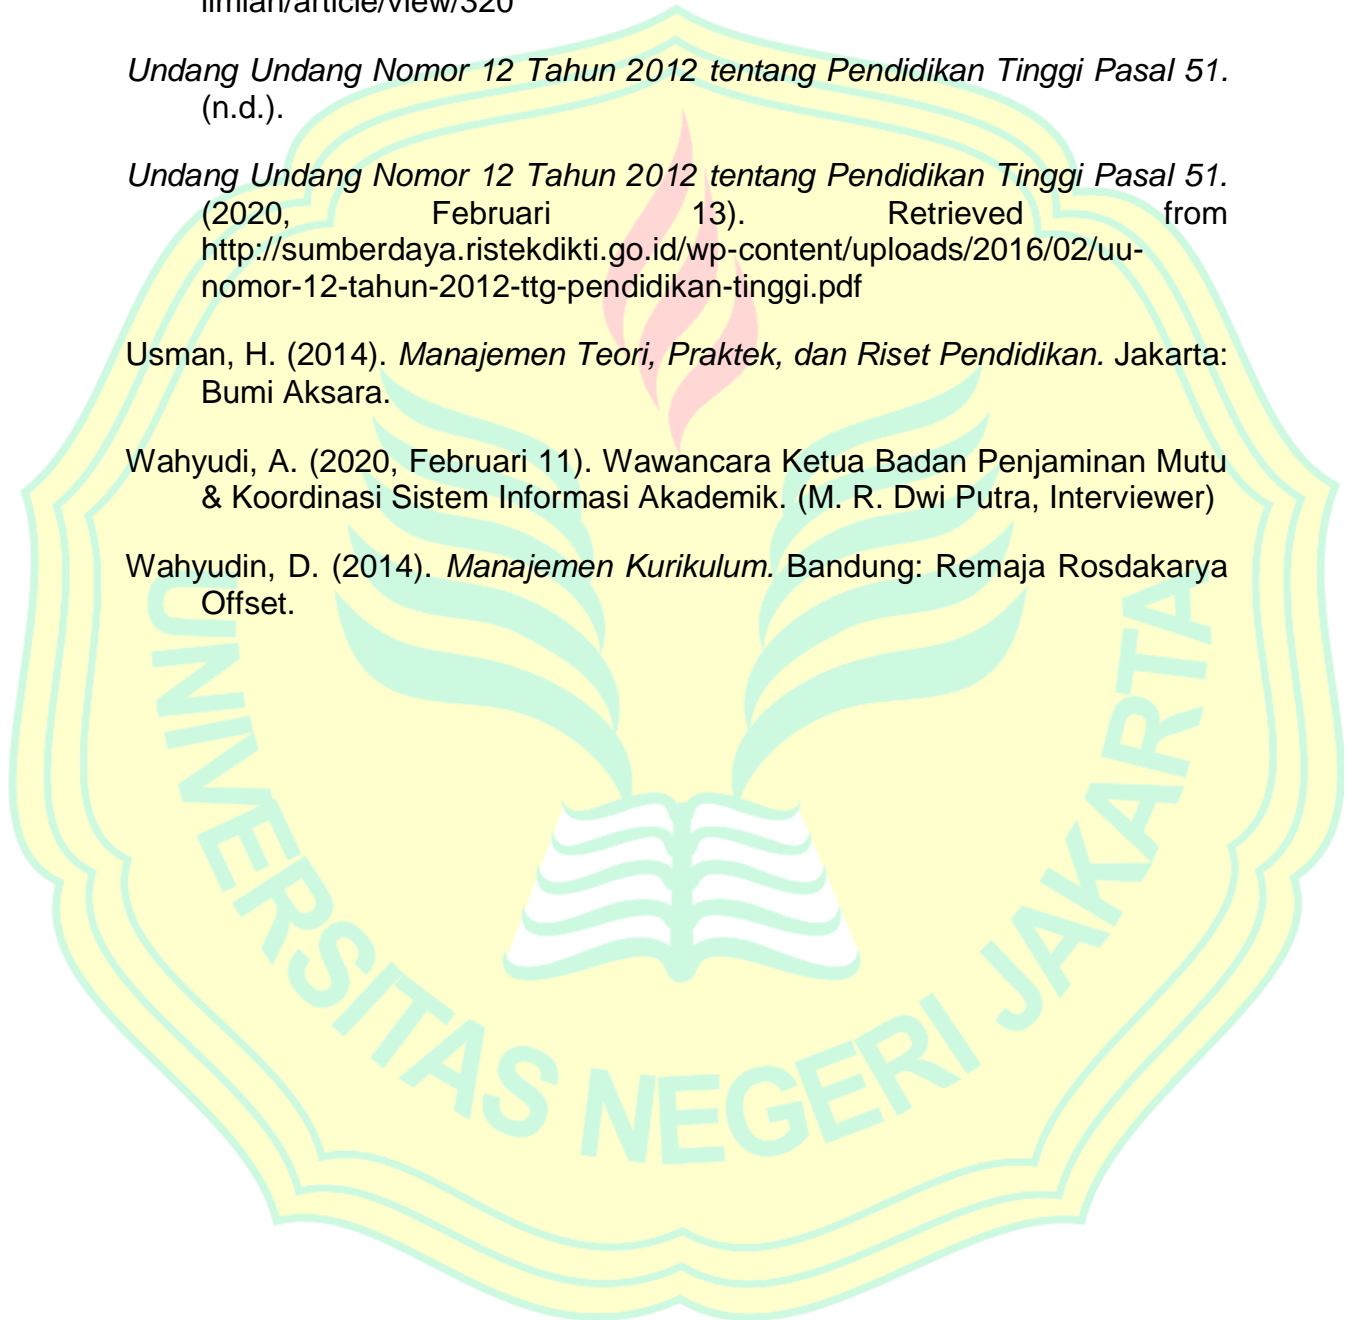 ilmiah/article/view/320
Undang Undang Nomor 12 Tahun 2012 tentang Pendidikan Tinggi Pasal 51.
(n.d.).
Undang Undang Nomor 12 Tahun 2012 tentang Pendidikan Tinggi Pasal 51.
(2020, Februari 13). Retrieved from
http://sumberdaya.ristekdikti.go.id/wp-content/uploads/2016/02/uu-
nomor-12-tahun-2012-ttg-pendidikan-tinggi.pdf
Usman, H. (2014). Manajemen Teori, Praktek, dan Riset Pendidikan. Jakarta:
Bumi Aksara.
Wahyudi, A. (2020, Februari 11). Wawancara Ketua Badan Penjaminan Mutu
& Koordinasi Sistem Informasi Akademik. (M. R. Dwi Putra, Interviewer)
Wahyudin, D. (2014). Manajemen Kurikulum. Bandung: Remaja Rosdakarya
Offset.
UNIVERSITAS NEGERI JAKARTA